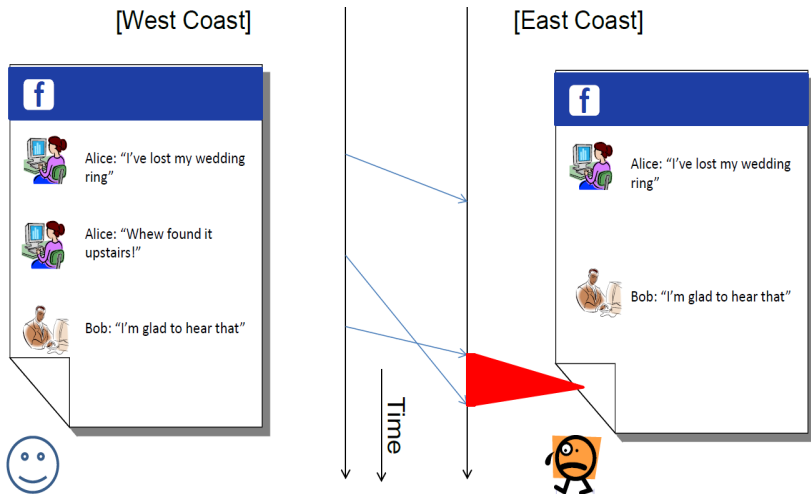 [West Coast]
[East Coast]
f
Alice: “I’ve lost my wedding
ring”
Alice: “Whew found it
upstairs!”
Bob: “I’m glad to hear that”
Time
f
Alice: “I’ve lost my wedding
ring”
Bob: “I’m glad to hear that”